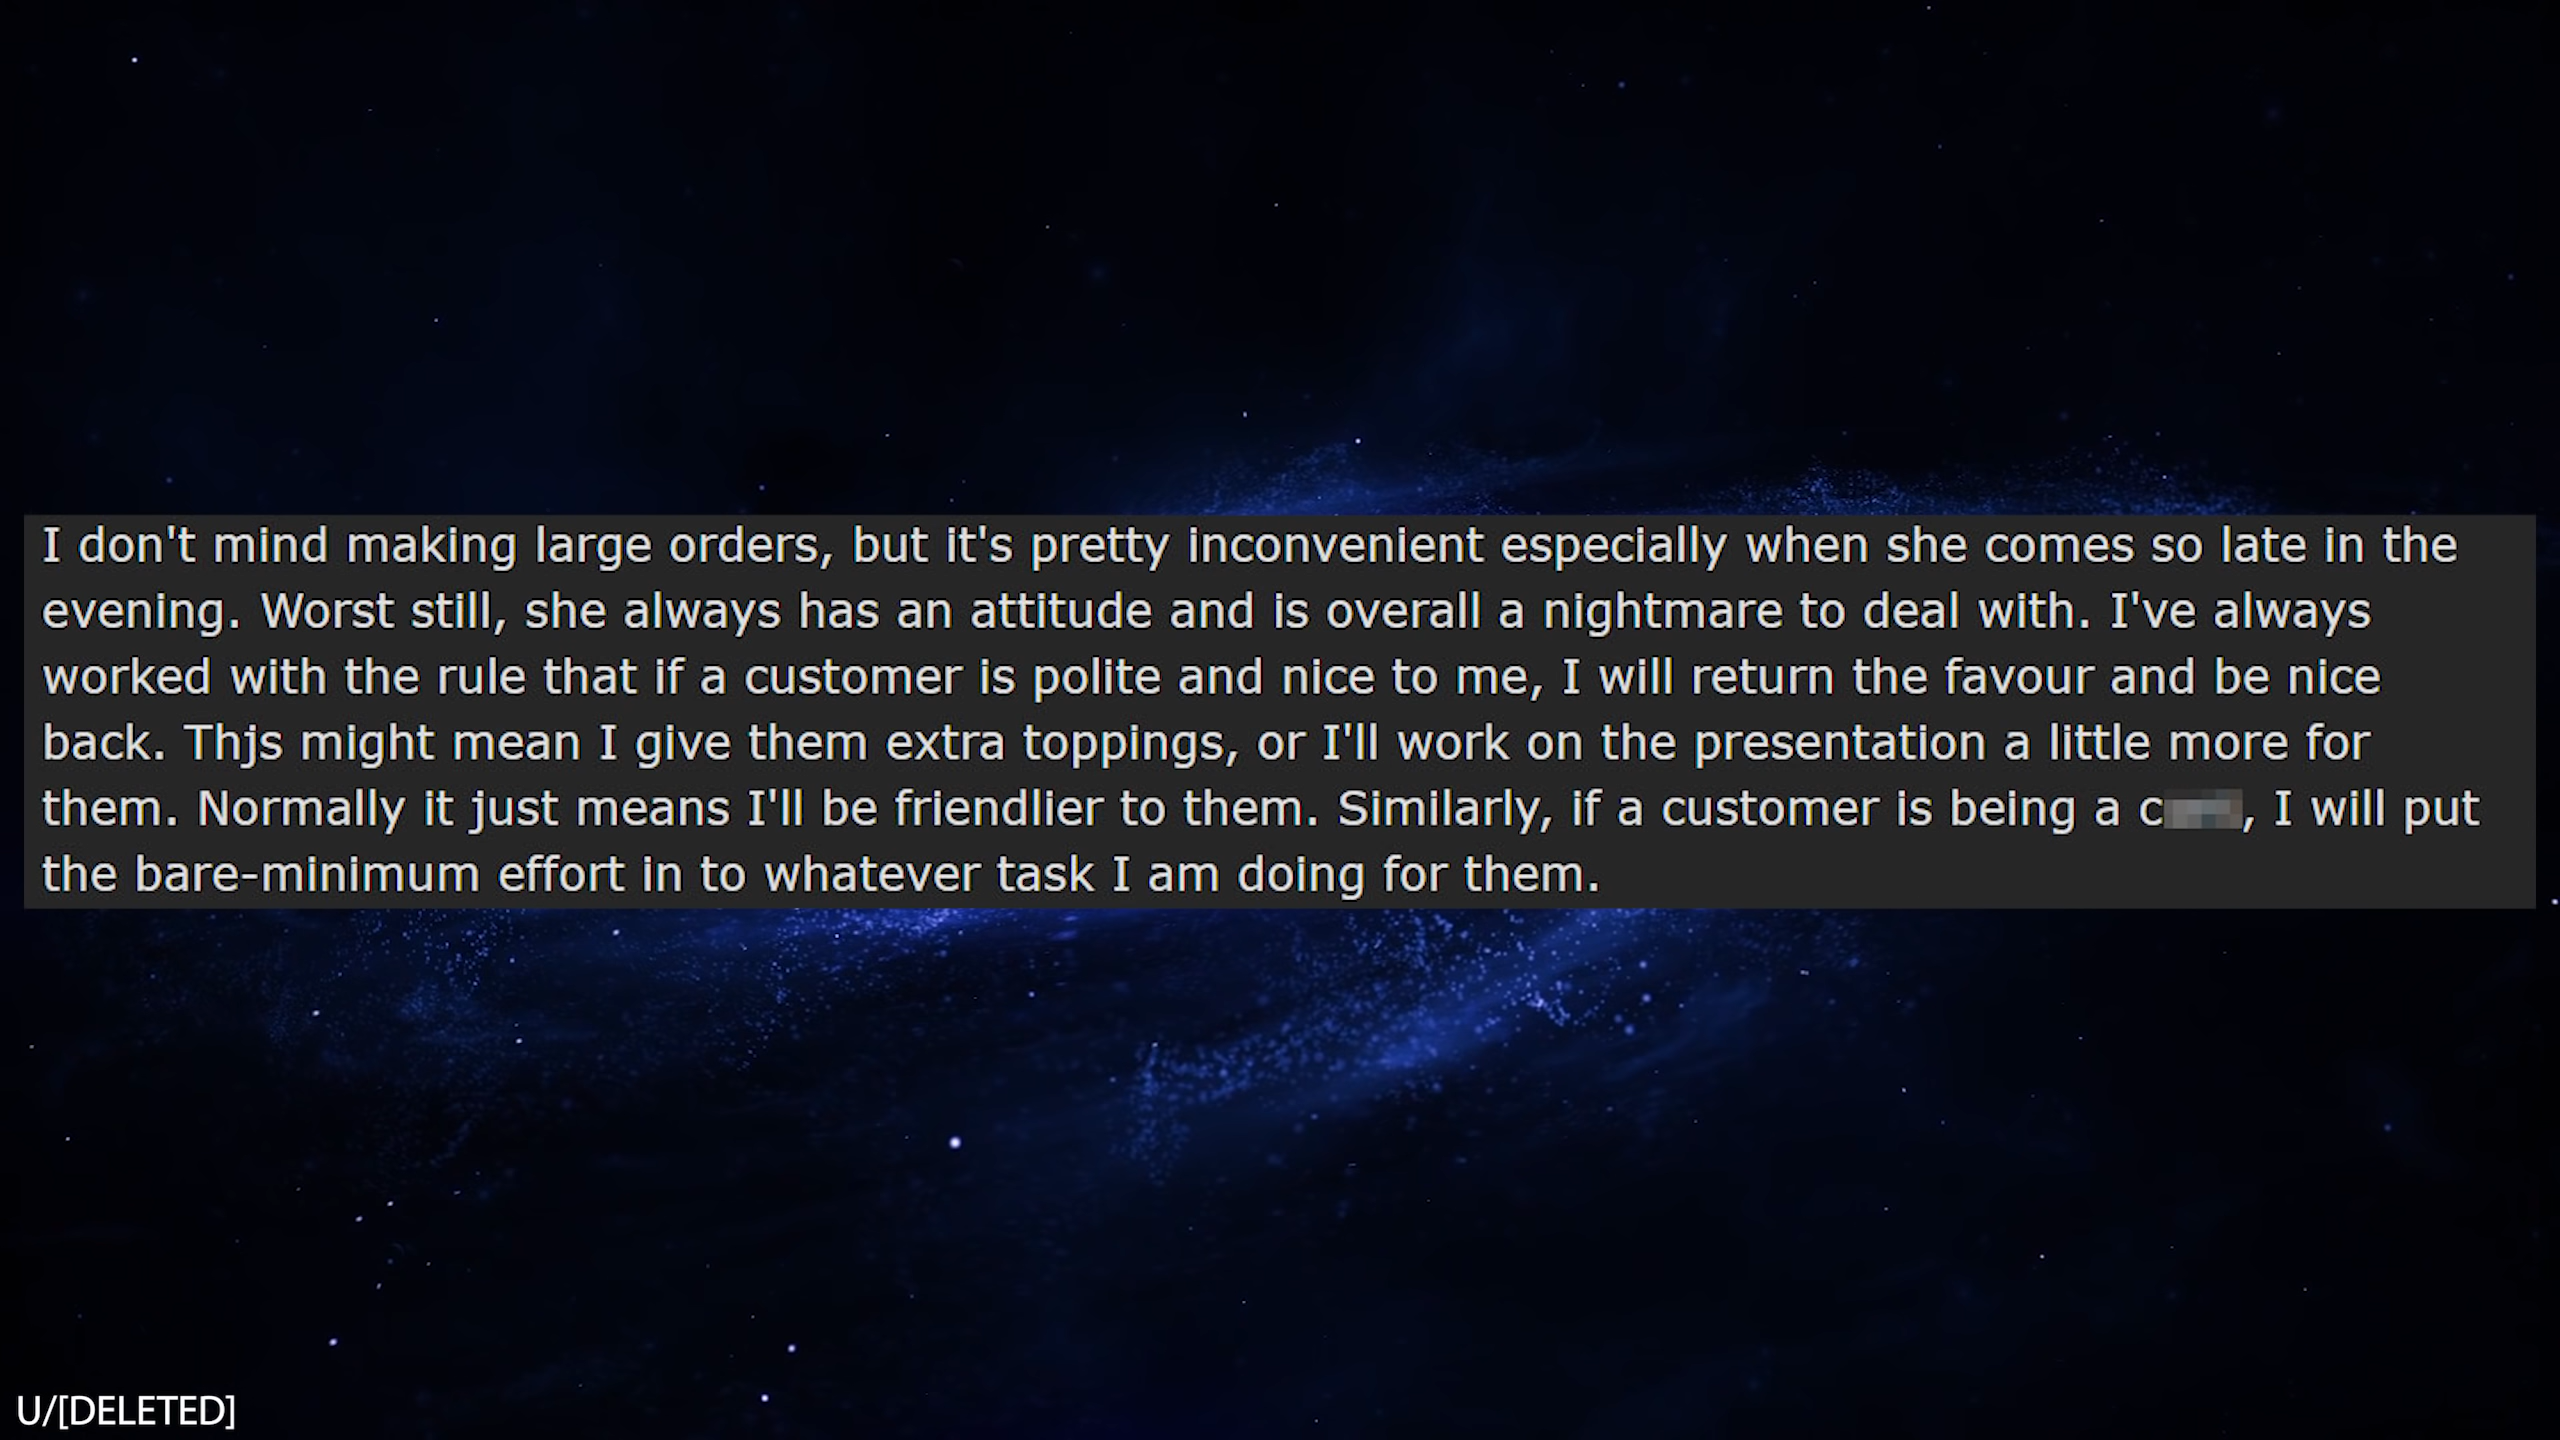 I don't mind making large orders, but it's pretty inconvenient especially when she comes so late in the
evening. Worst still, she always has an attitude and is overall a nightmare to deal with. I've always
worked with the rule that if a customer is polite and nice to me, I will return the favour and be nice
back. Thjs might mean I give them extra toppings, or I'll work on the presentation a little more for
them. Normally it just means I'll be friendlier to them. Similarly, if a customer is being a c, I will put
the bare-minimum effort in to whatever task I am doing for them.
U/[DELETED]